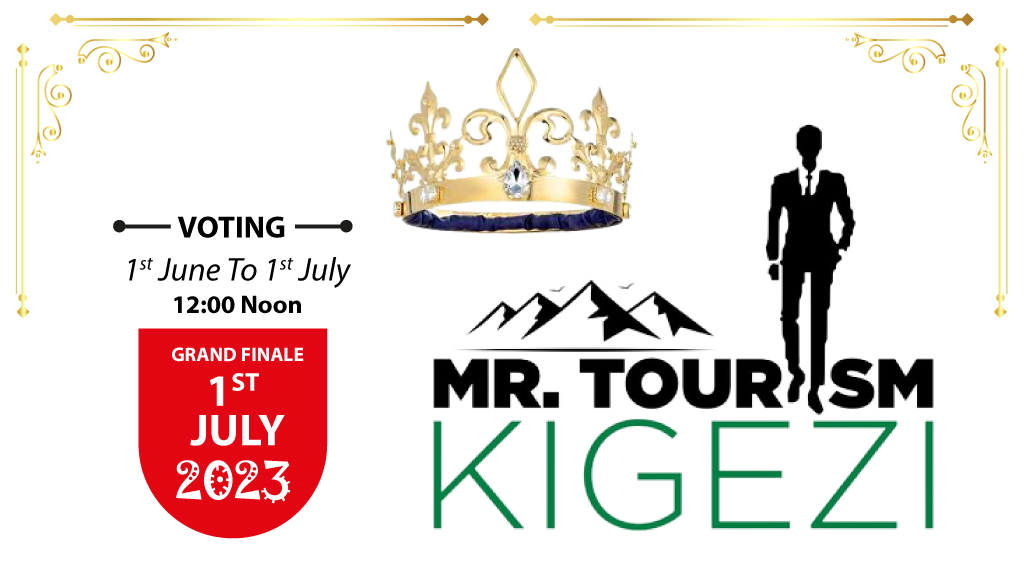 VOTING
1st June To 1st July
12:00 Noon
GRAND FINALE
1ST
JULY
2023
MR. TOURISM
KIGEZI